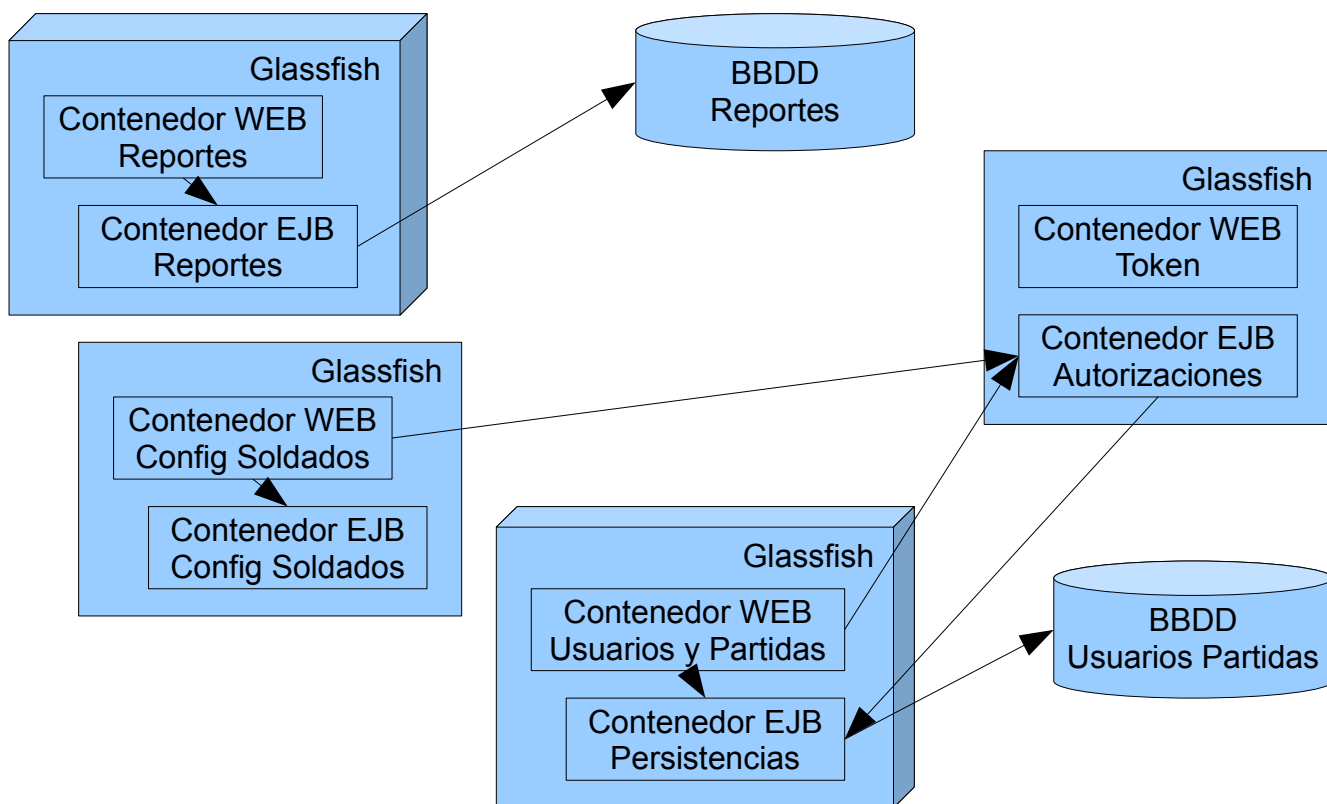 Glassfish
Contenedor WEB
Reportes
Contenedor EJB
Reportes
BBDD
Reportes
Glassfish
Contenedor WEB
Token
Contenedor EJB
Autorizaciones
Glassfish
Contenedor WEB
Config Soldados
Contenedor EJB
Config Soldados
Glassfish
Contenedor WEB
Usuarios y Partidas
Contenedor EJB
Persistencias
BBDD
Usuarios Partidas